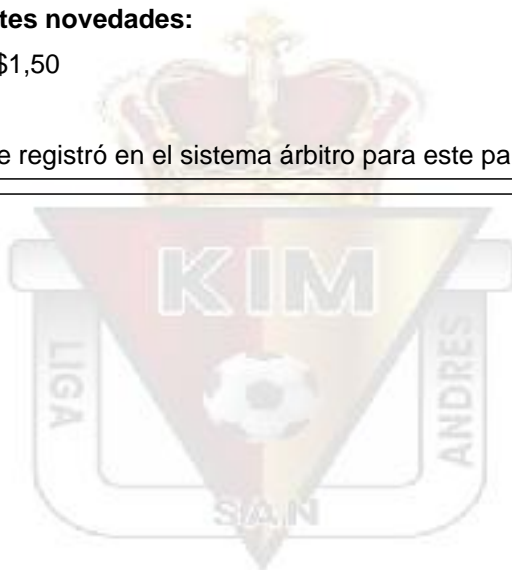 tes novedades:
$1,50
e registró en el sistema árbitro para este pa
KIM
LIGA
ANDRES
SAN